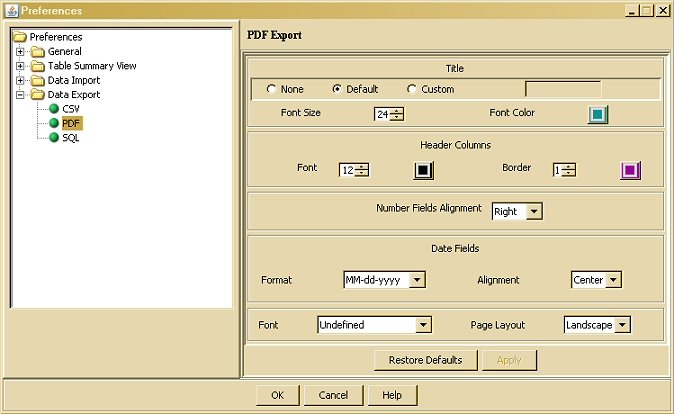 Preferences
Preferences
General
Table Summary View
Data Import
Data Export
CSV
PDF
SQL
PDF Export
Title
None Default Custom
Font Size 24 Font Color
Header Columns
Font 12 Border 1
Number Fields Alignment Right
Date Fields
Format MM-dd-yyyy Alignment Center
Font Undefined Page Layout Landscape
Restore Defaults Apply
OK Cancel Help